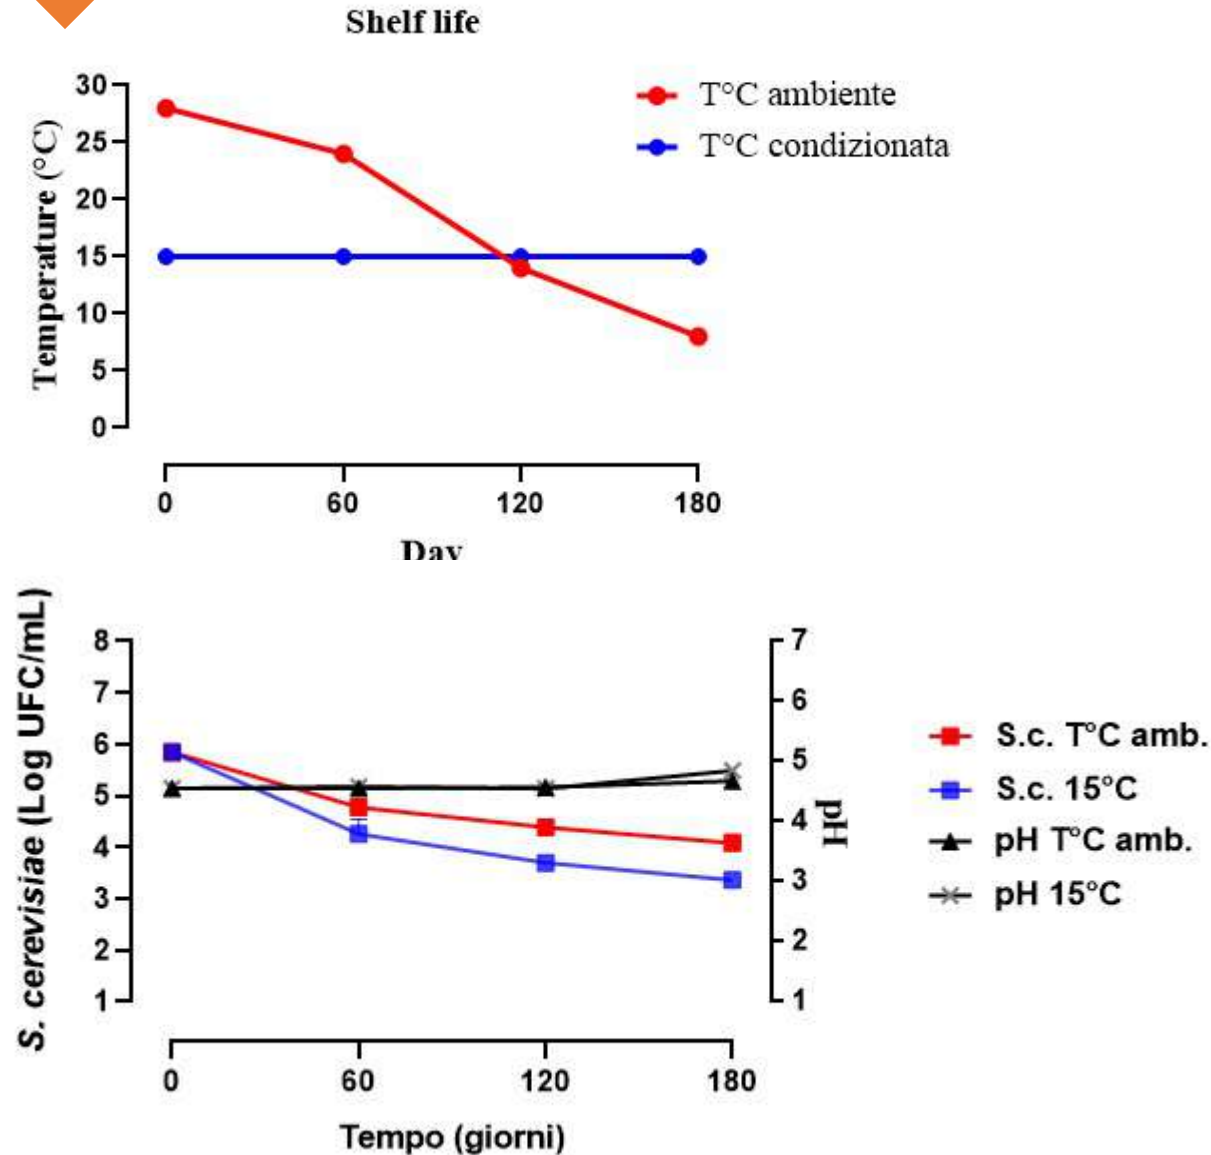 Shelf life
30
25
20
15
10
5
0
Temperature (°C)
T°C ambiente
T°C condizionata
0 60 120 180
Day
8
7
6
5
4
3
2
1
S. cerevisiae (Log UFC/mL)
7
6
5
4
3
2
1
pH
S.c. T°C amb.
S.c. 15°C
pH T°C amb.
pH 15°C
0 60 120 180
Tempo (giorni)